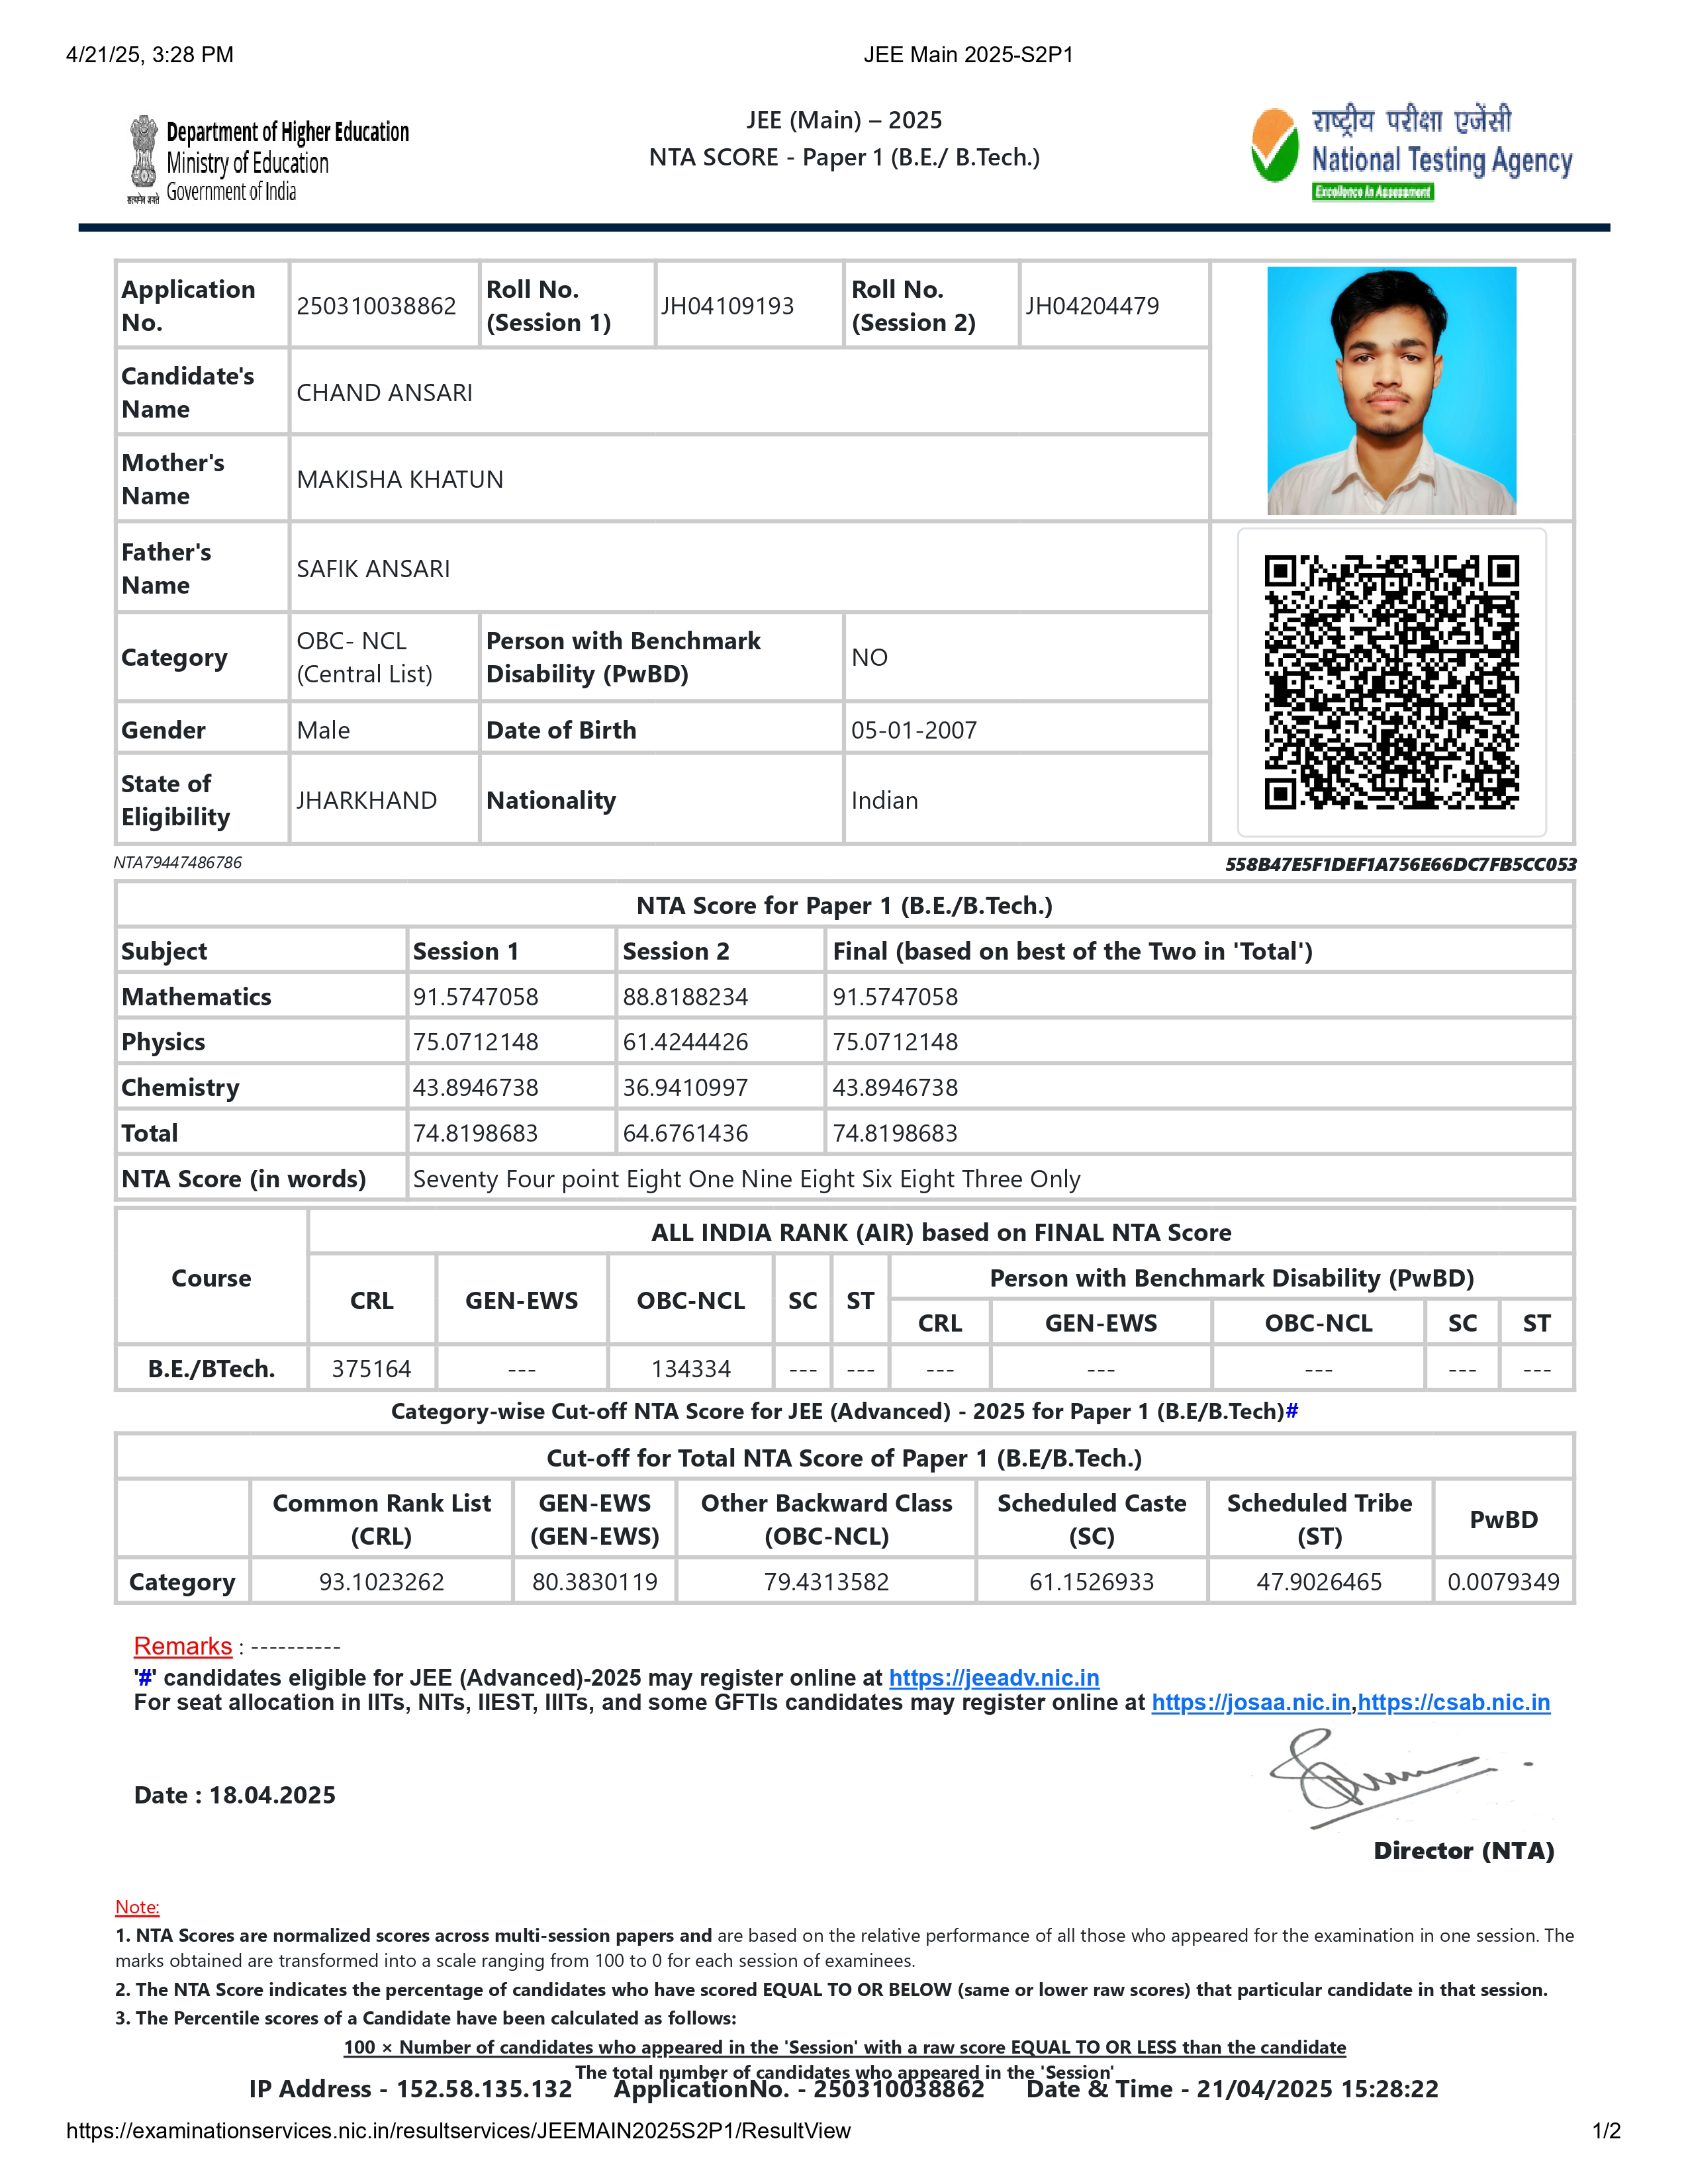 4/21/25, 3:28 PM
JEE Main 2025-S2P1
सत्यमेव जयते
Department of Higher Education
Ministry of Education
Government of India
JEE (Main) – 2025
NTA SCORE - Paper 1 (B.E./ B.Tech.)
राष्ट्रीय परीक्षा एजेंसी
National Testing Agency
Excellence In Assessment
Application No. 250310038862 Roll No. (Session 1) JH04109193 Roll No. (Session 2) JH04204479
Candidate's Name CHAND ANSARI
Mother's Name MAKISHA KHATUN
Father's Name SAFIK ANSARI
Category OBC- NCL (Central List) Person with Benchmark Disability (PwBD) NO
Gender Male Date of Birth 05-01-2007
State of Eligibility JHARKHAND Nationality Indian
NTA79447486786
558B47E5F1DEF1A756E66DC7FB5CC053
NTA Score for Paper 1 (B.E./B.Tech.)
Subject Session 1 Session 2 Final (based on best of the Two in 'Total')
Mathematics 91.5747058 88.8188234 91.5747058
Physics 75.0712148 61.4244426 75.0712148
Chemistry 43.8946738 36.9410997 43.8946738
Total 74.8198683 64.6761436 74.8198683
NTA Score (in words) Seventy Four point Eight One Nine Eight Six Eight Three Only
Course
ALL INDIA RANK (AIR) based on FINAL NTA Score
CRL GEN-EWS OBC-NCL SC ST
Person with Benchmark Disability (PwBD)
CRL GEN-EWS OBC-NCL SC ST
B.E./BTech. 375164 --- 134334 --- --- --- --- --- --- ---
Category-wise Cut-off NTA Score for JEE (Advanced) - 2025 for Paper 1 (B.E/B.Tech)#
Cut-off for Total NTA Score of Paper 1 (B.E/B.Tech.)
Common Rank List (CRL) GEN-EWS (GEN-EWS) Other Backward Class (OBC-NCL) Scheduled Caste (SC) Scheduled Tribe (ST) PwBD
Category 93.1023262 80.3830119 79.4313582 61.1526933 47.9026465 0.0079349
Remarks : ----------
'#' candidates eligible for JEE (Advanced)-2025 may register online at https://jeeadv.nic.in
For seat allocation in IITs, NITs, IIEST, IIITs, and some GFTIs candidates may register online at https://josaa.nic.in,https://csab.nic.in
Date : 18.04.2025
Director (NTA)
Note:
1. NTA Scores are normalized scores across multi-session papers and are based on the relative performance of all those who appeared for the examination in one session. The
marks obtained are transformed into a scale ranging from 100 to 0 for each session of examinees.
2. The NTA Score indicates the percentage of candidates who have scored EQUAL TO OR BELOW (same or lower raw scores) that particular candidate in that session.
3. The Percentile scores of a Candidate have been calculated as follows:
100 × Number of candidates who appeared in the 'Session' with a raw score EQUAL TO OR LESS than the candidate
The total number of candidates who appeared in the 'Session'
IP Address - 152.58.135.132 ApplicationNo. - 250310038862 Date & Time - 21/04/2025 15:28:22
https://examinationservices.nic.in/resultservices/JEEMAIN2025S2P1/ResultView
1/2